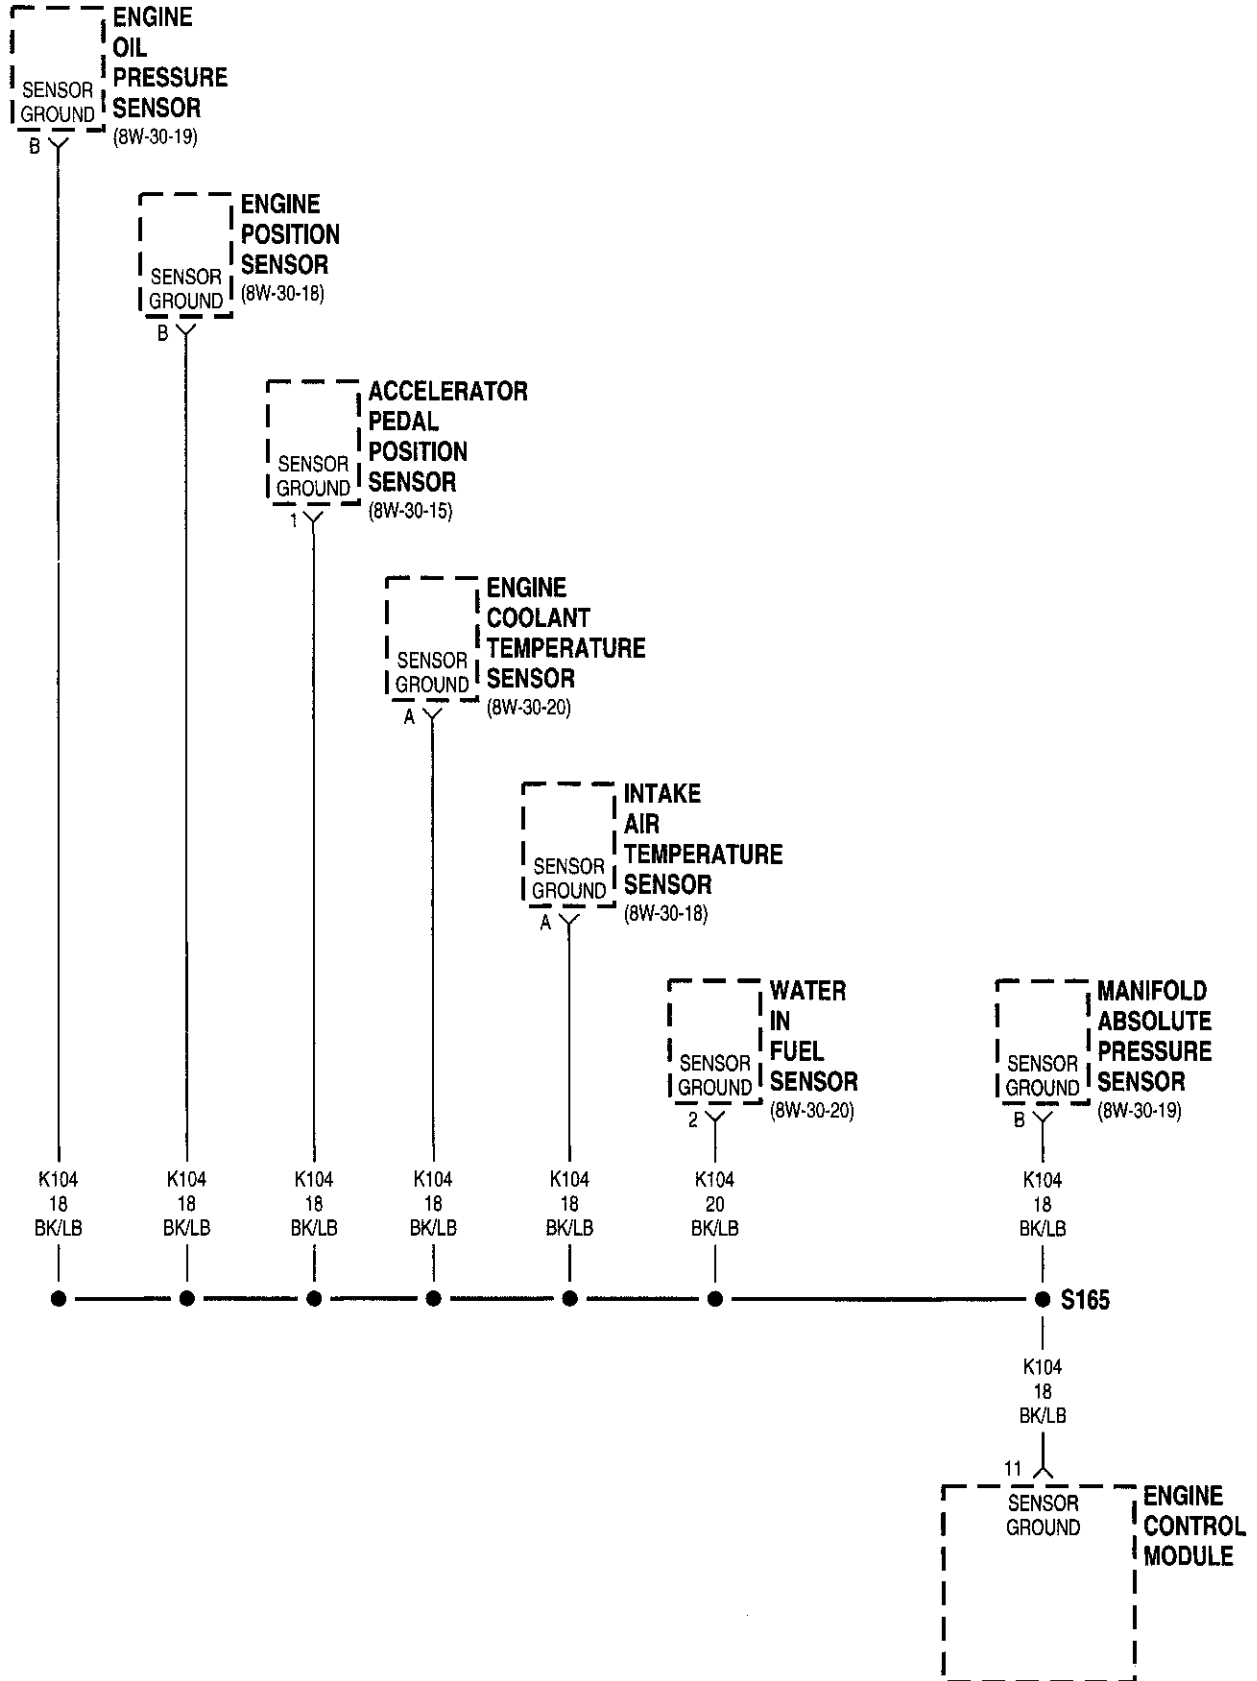 ENGINE
OIL
PRESSURE
SENSOR
(8W-30-19)
SENSOR
GROUND
B
ENGINE
POSITION
SENSOR
(8W-30-18)
SENSOR
GROUND
B
ACCELERATOR
PEDAL
POSITION
SENSOR
(8W-30-15)
SENSOR
GROUND
1
ENGINE
COOLANT
TEMPERATURE
SENSOR
(8W-30-20)
SENSOR
GROUND
A
INTAKE
AIR
TEMPERATURE
SENSOR
(8W-30-18)
SENSOR
GROUND
A
WATER
IN
FUEL
SENSOR
(8W-30-20)
SENSOR
GROUND
2
MANIFOLD
ABSOLUTE
PRESSURE
SENSOR
(8W-30-19)
SENSOR
GROUND
B
K104
18
BK/LB
K104
18
BK/LB
K104
18
BK/LB
K104
18
BK/LB
K104
18
BK/LB
K104
20
BK/LB
K104
18
BK/LB
S165
K104
18
BK/LB
11
SENSOR
GROUND
ENGINE
CONTROL
MODULE